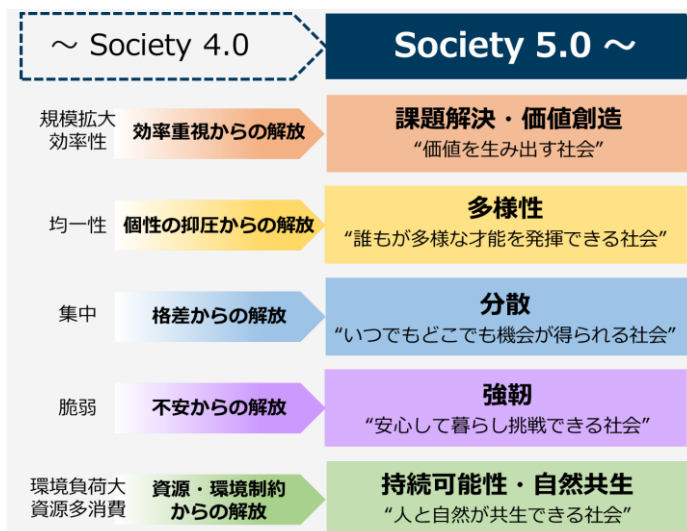 ～ Society 4.0
Society 5.0 ～
規模拡大
効率性
効率重視からの解放
課題解決・価値創造
“価値を生み出す社会”
均一性
個性の抑圧からの解放
多様性
“誰もが多様な才能を発揮できる社会”
集中
格差からの解放
分散
“いつでもどこでも機会が得られる社会”
脆弱
不安からの解放
強靭
“安心して暮らし挑戦できる社会”
環境負荷大
資源多消費
資源・環境制約
からの解放
持続可能性・自然共生
“人と自然が共生できる社会”